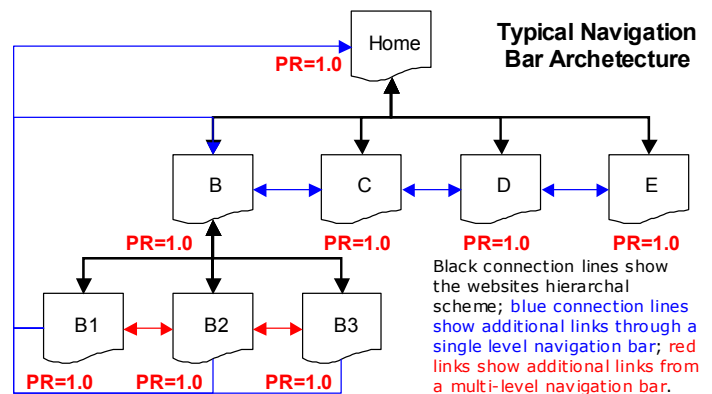 Typical Navigation
Bar Archetecture
Home
PR=1.0
B
C
D
E
PR=1.0
PR=1.0
PR=1.0
PR=1.0
Black connection lines show
the websites hierarchal
scheme; blue connection lines
show additional links through a
single level navigation bar; red
links show additional links from
a multi-level navigation bar.
B1
B2
B3
PR=1.0
PR=1.0
PR=1.0